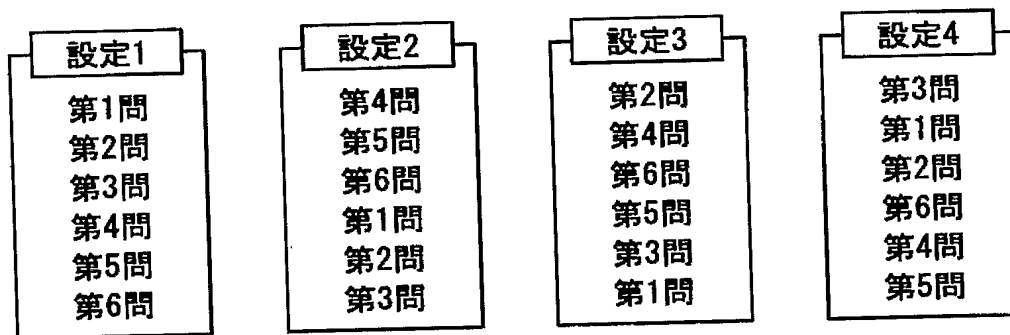 設定1
第1問
第2問
第3問
第4問
第5問
第6問
設定2
第4問
第5問
第6問
第1問
第2問
第3問
設定3
第2問
第4問
第6問
第5問
第3問
第1問
設定4
第3問
第1問
第2問
第6問
第4問
第5問